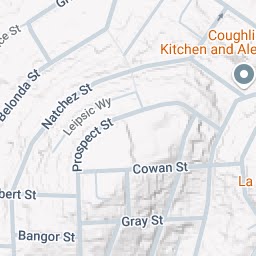 Coughli
Kitchen and Ale
Belonda St
Natchez St
Leipsic Wy
Prospect St
Cowan St
La
bert St
Gray St
Bangor St